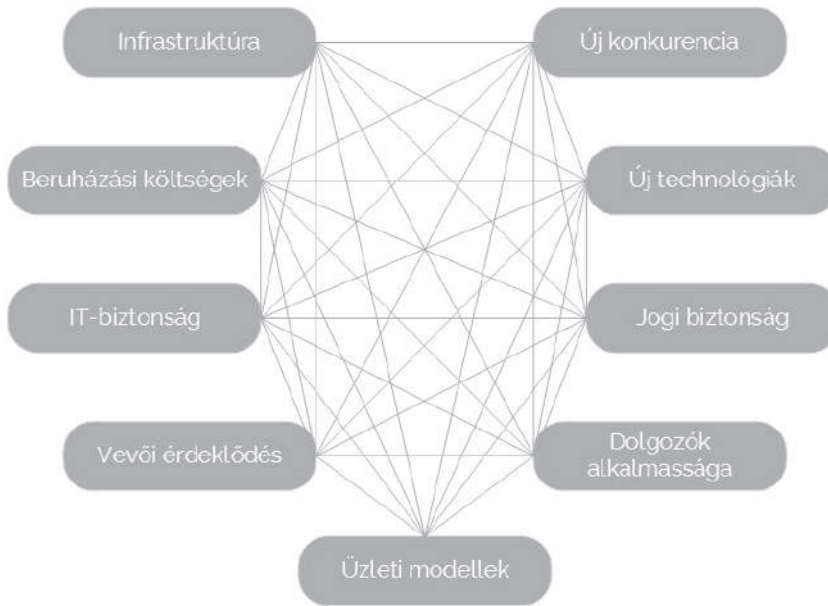 Infrastruktúra
Új konkurencia
Beruházási költségek
Új technológiák
IT-biztonság
Jogi biztonság
Vevői érdeklődés
Dolgozók
alkalmassága
Üzleti modellek